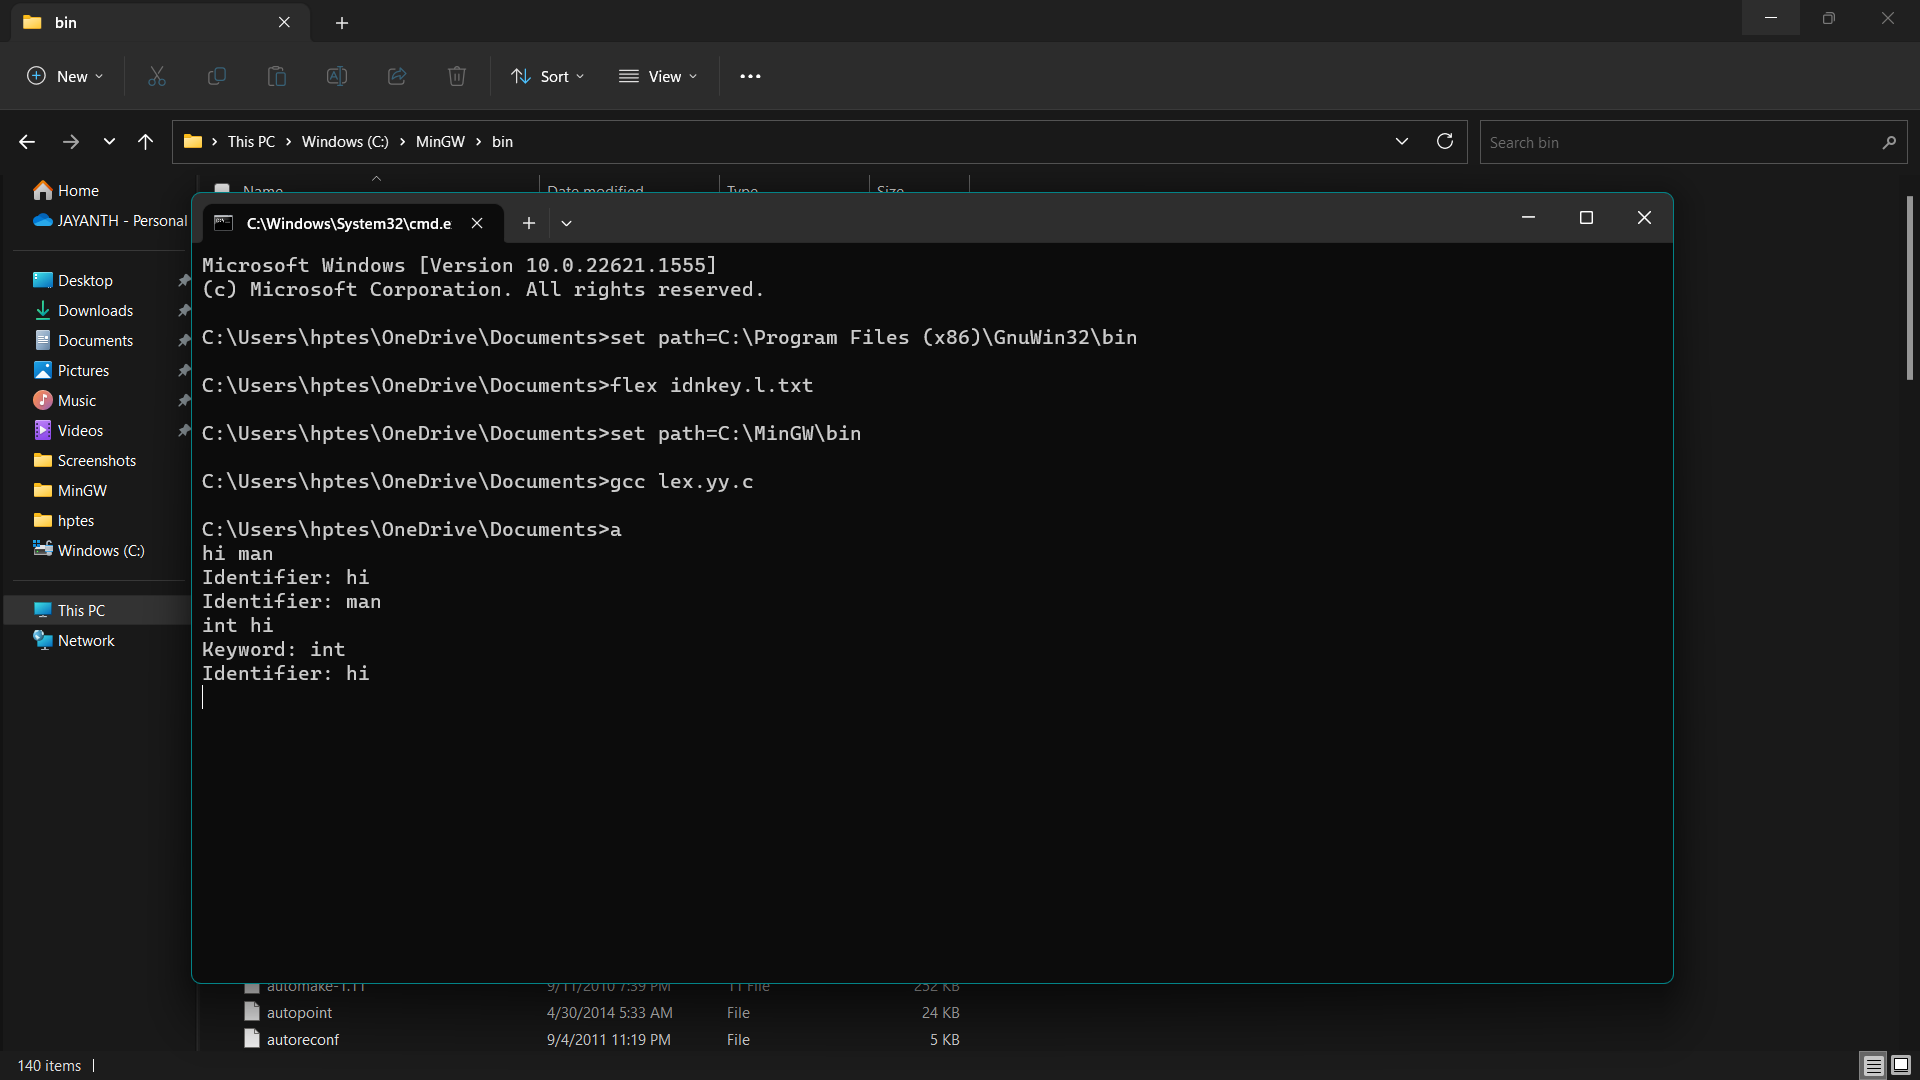 bin
New
Sort
View
This PC > Windows (C:) > MinGW > bin
Search bin
Name
Date modified
Type
Size
Home
JAYANTH - Personal
Desktop
Downloads
Documents
Pictures
Music
Videos
Screenshots
MinGW
hptes
Windows (C:)
This PC
Network
C:\Windows\System32\cmd.e
Microsoft Windows [Version 10.0.22621.1555]
(c) Microsoft Corporation. All rights reserved.
C:\Users\hptes\OneDrive\Documents>set path=C:\Program Files (x86)\GnuWin32\bin
C:\Users\hptes\OneDrive\Documents>flex idnkey.l.txt
C:\Users\hptes\OneDrive\Documents>set path=C:\MinGW\bin
C:\Users\hptes\OneDrive\Documents>gcc lex.yy.c
C:\Users\hptes\OneDrive\Documents>a
hi man
Identifier: hi
Identifier: man
int hi
Keyword: int
Identifier: hi
automake-1.11 9/11/2010 7:39 PM 11 File 252 KB
autopoint 4/30/2014 5:33 AM File 24 KB
autoreconf 9/4/2011 11:19 PM File 5 KB
140 items